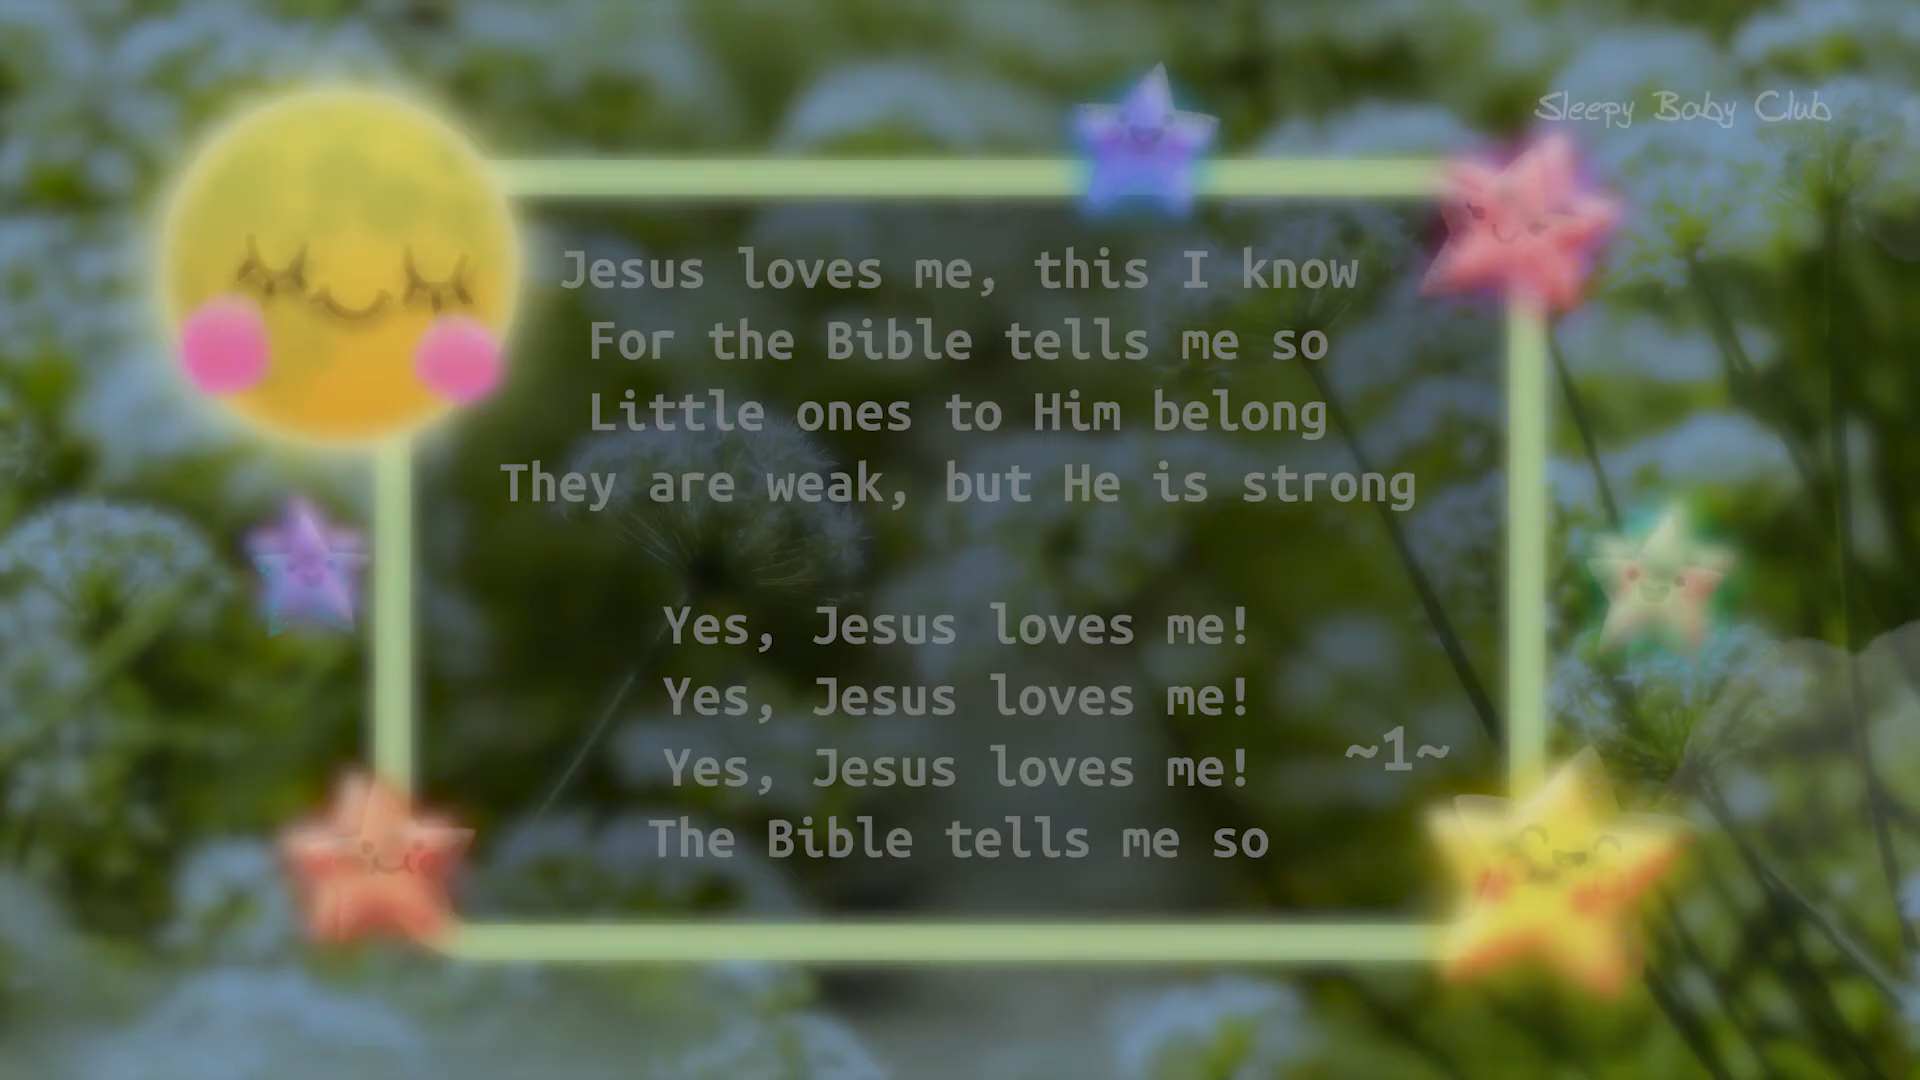 Sleepy Baby Club
Jesus loves me, this I know
For the Bible tells me so
Little ones to Him belong
They are weak, but He is strong
Yes, Jesus loves me!
Yes, Jesus loves me!
Yes, Jesus loves me!
~1~
The Bible tells me so